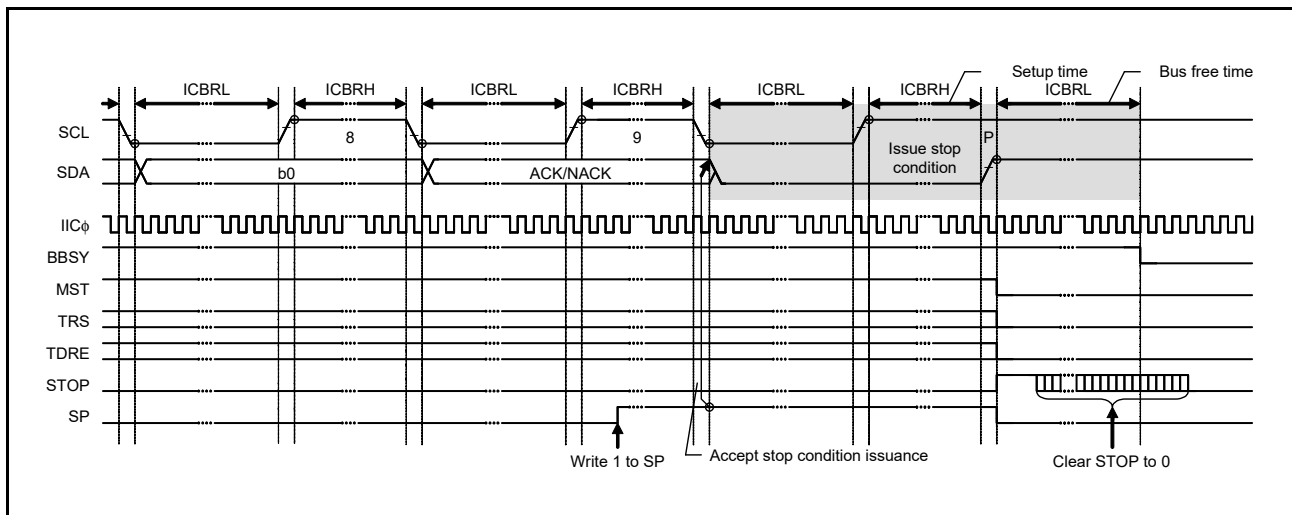 Setup time Bus free time
ICBRL ICBRH ICBRL ICBRH ICBRL ICBRH ICBRL
SCL 8 9 P
Issue stop
condition
SDA b0 ACK/NACK
IICϕ
BBSY
MST
TRS
TDRE
STOP
SP
Write 1 to SP Accept stop condition issuance Clear STOP to 0